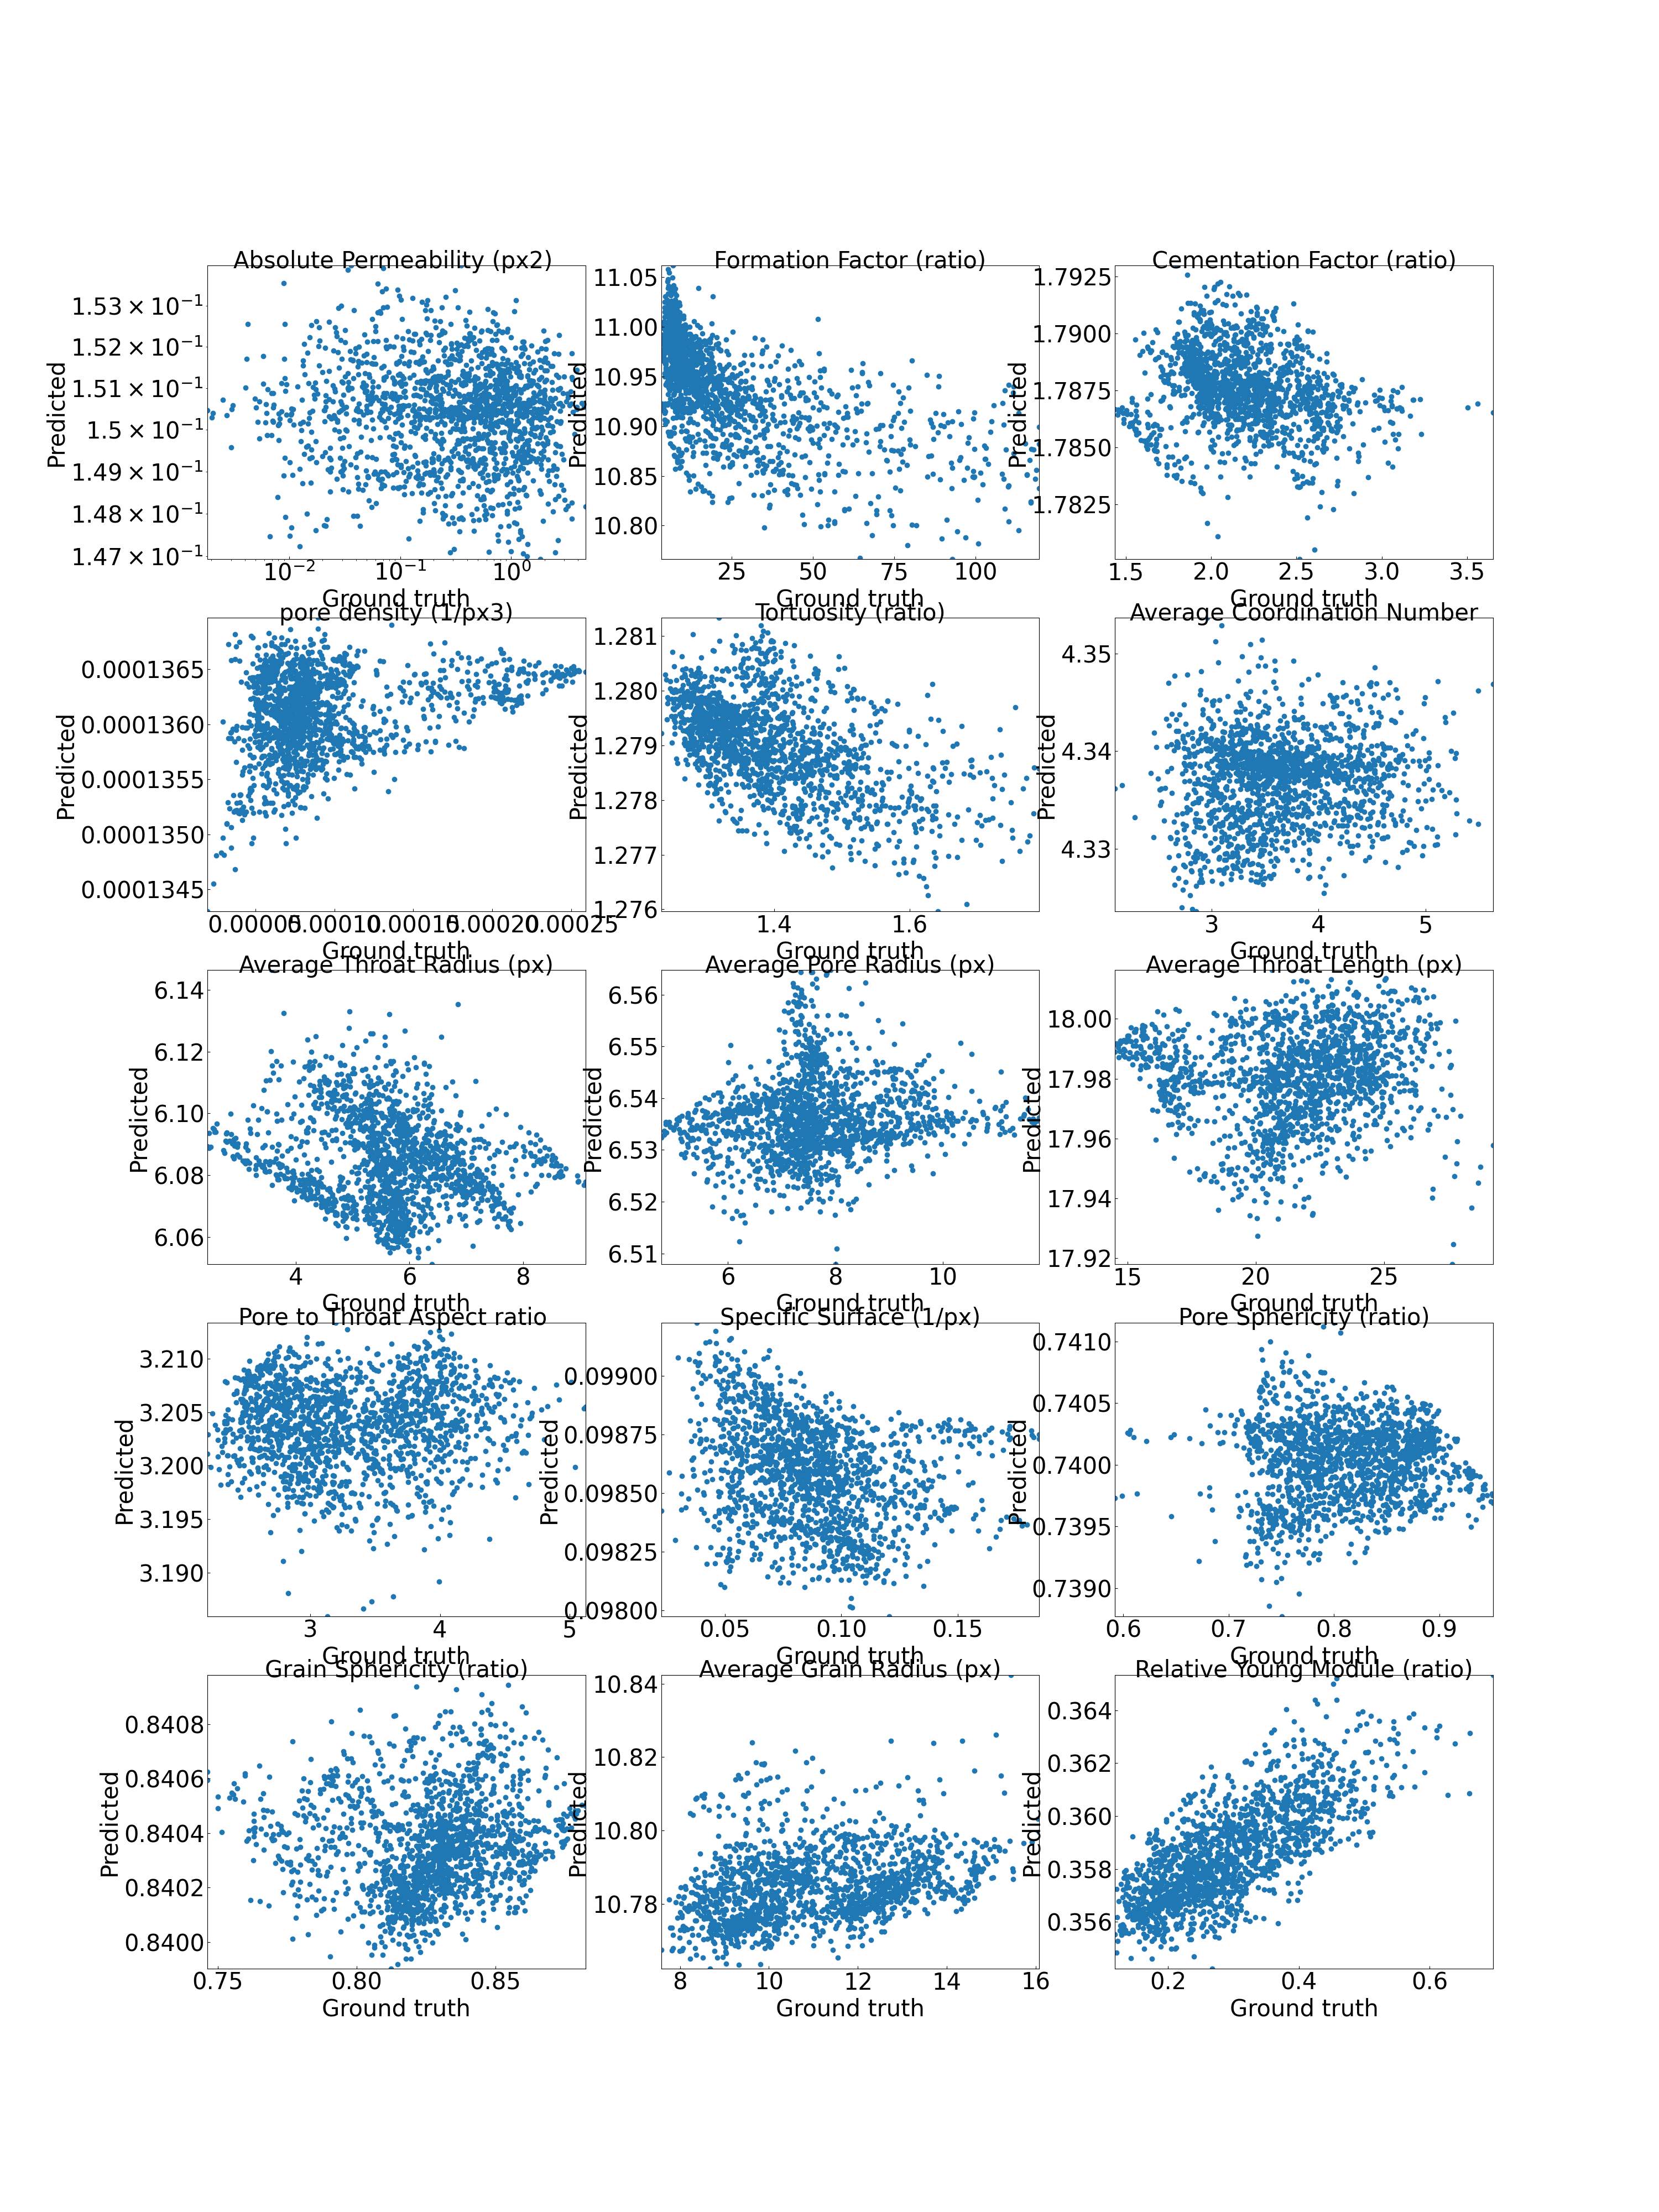 Absolute Permeability (px2) Formation Factor (ratio) Cementation Factor (ratio)
1.53 × 10⁻¹
1.52 × 10⁻¹
1.51 × 10⁻¹
1.5 × 10⁻¹
1.49 × 10⁻¹
1.48 × 10⁻¹
1.47 × 10⁻¹
Predicted
10⁻² 10⁻¹ 10⁰
Ground truth
11.05
11.00
10.95
10.90
10.85
10.80
Predicted
25 50 75 100
Ground truth
1.7925
1.7900
1.7875
1.7850
1.7825
Predicted
1.5 2.0 2.5 3.0 3.5
Ground truth
pore density (1/px3) Tortuosity (ratio) Average Coordination Number
0.0001365
0.0001360
0.0001355
0.0001350
0.0001345
Predicted
0.00005 0.00010 0.00015 0.00020 0.00025
Ground truth
1.281
1.280
1.279
1.278
1.277
1.276
Predicted
1.4 1.6
Ground truth
4.35
4.34
4.33
Predicted
3 4 5
Ground truth
Average Throat Radius (px) Average Pore Radius (px) Average Throat Length (px)
6.14
6.12
6.10
6.08
6.06
Predicted
4 6 8
Ground truth
6.56
6.55
6.54
6.53
6.52
6.51
Predicted
6 8 10
Ground truth
18.00
17.98
17.96
17.94
17.92
Predicted
15 20 25
Ground truth
Pore to Throat Aspect ratio Specific Surface (1/px) Pore Sphericity (ratio)
3.210
3.205
3.200
3.195
3.190
Predicted
3 4 5
Ground truth
0.09900
0.09875
0.09850
0.09825
0.09800
Predicted
0.05 0.10 0.15
Ground truth
0.7410
0.7405
0.7400
0.7395
0.7390
Predicted
0.6 0.7 0.8 0.9
Ground truth
Grain Sphericity (ratio) Average Grain Radius (px) Relative Young Module (ratio)
0.8408
0.8406
0.8404
0.8402
0.8400
Predicted
0.75 0.80 0.85
Ground truth
10.84
10.82
10.80
10.78
Predicted
8 10 12 14 16
Ground truth
0.364
0.362
0.360
0.358
0.356
Predicted
0.2 0.4 0.6
Ground truth